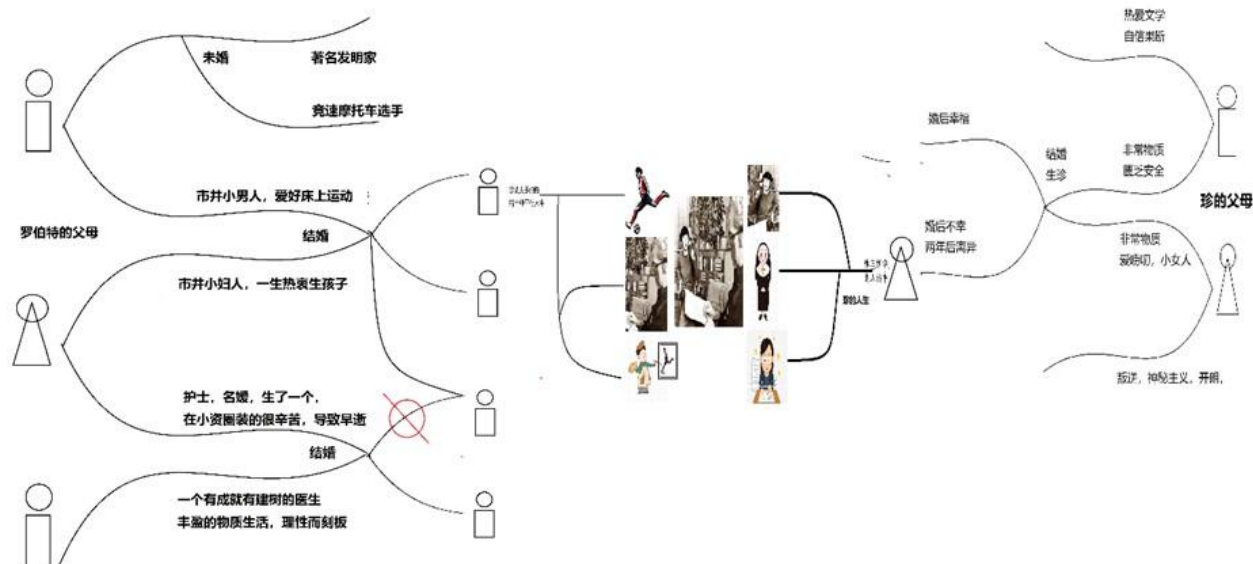 未婚
著名发明家
竞速摩托车选手
市井小男人，爱好床上运动
罗伯特的父母
结婚
市井小妇人，一生热衷生孩子
护士，名媛，生了一个，
在小资圈装的很辛苦，导致早逝
结婚
一个有成就有建树的医生
丰盈的物质生活，理性而刻板
婚后幸福
婚后不幸
两年后离异
结婚
生珍
热爱文学
自信果断
非常物质
匮乏安全
珍的父母
非常物质
爱唠叨，小女人
叛逆，神秘主义，开明，